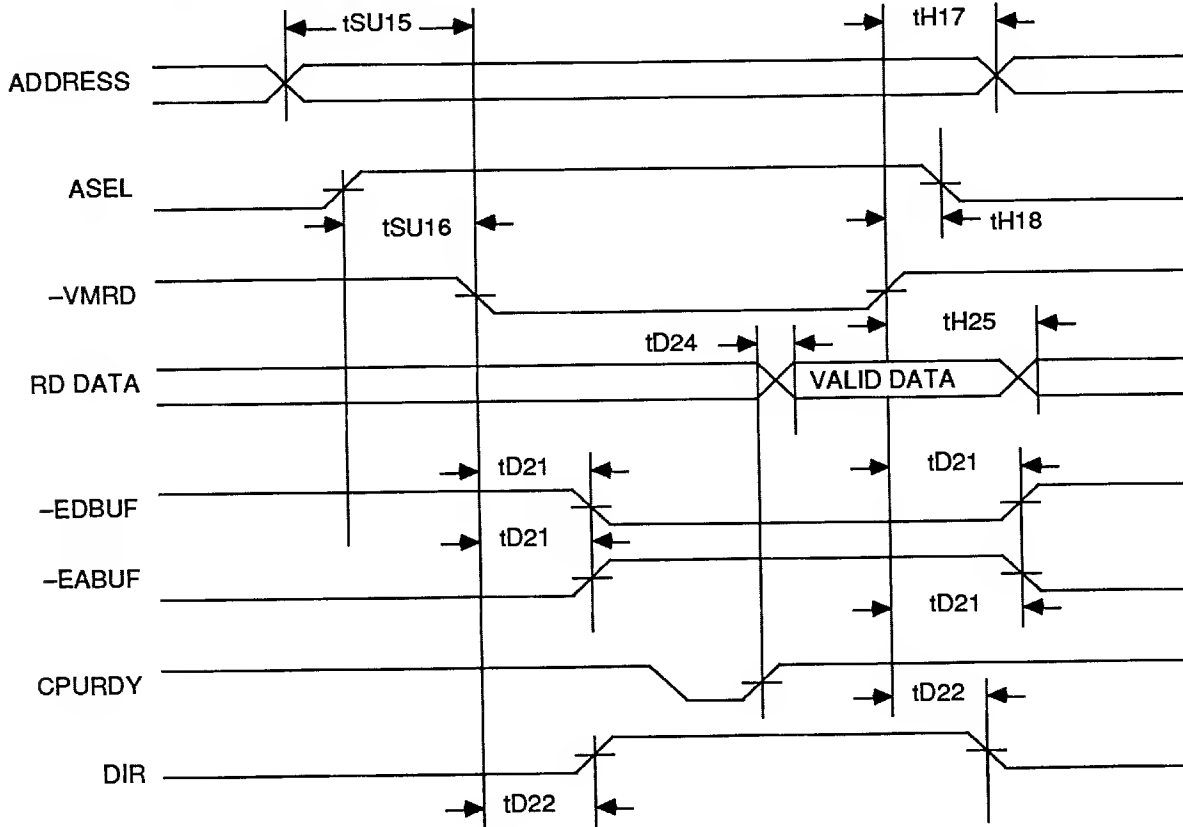 tSU15
tH17
ADDRESS
ASEL
tSU16
tH18
–VMRD
tD24
tH25
RD DATA
VALID DATA
tD21
tD21
–EDBUF
tD21
–EABUF
tD21
CPURDY
tD22
DIR
tD22